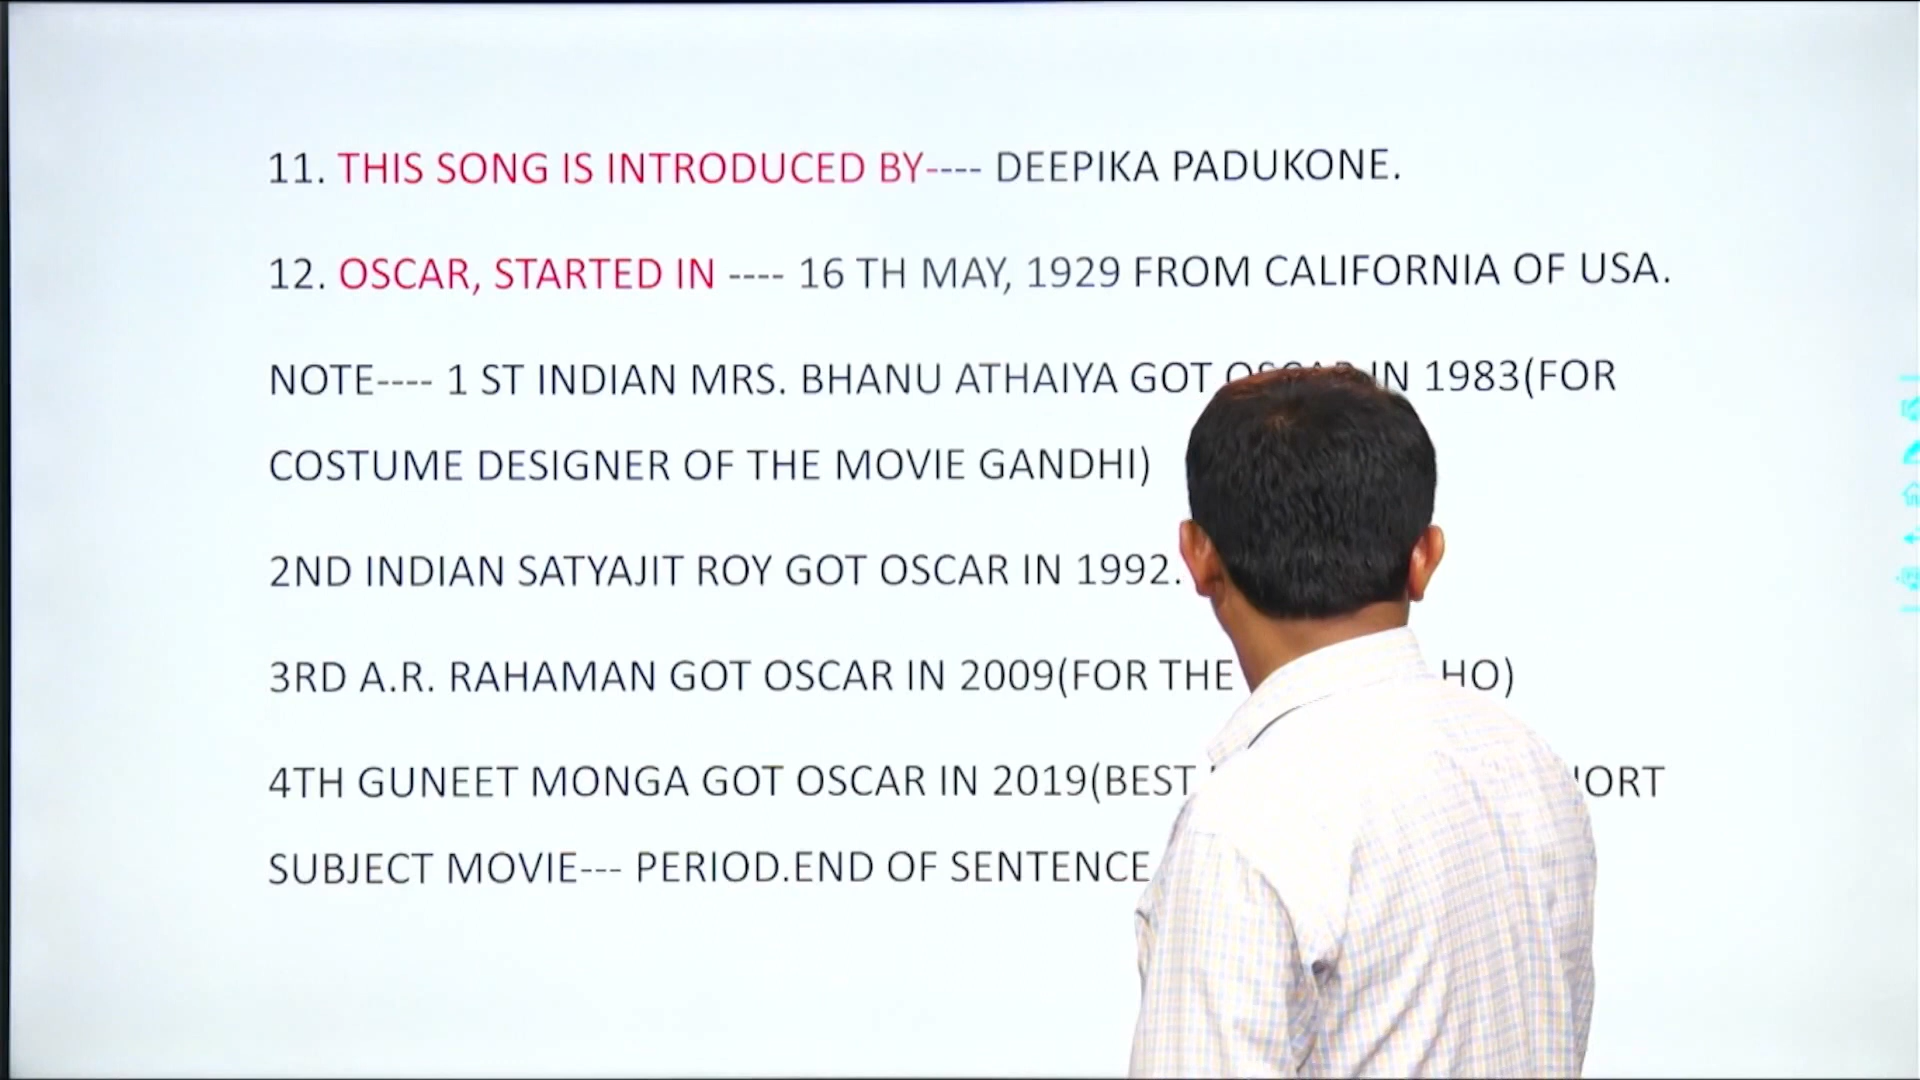 11. THIS SONG IS INTRODUCED BY---- DEEPIKA PADUKONE.
12. OSCAR, STARTED IN ---- 16 TH MAY, 1929 FROM CALIFORNIA OF USA.
NOTE---- 1 ST INDIAN MRS. BHANU ATHAIYA GOT OSCAR IN 1983(FOR
COSTUME DESIGNER OF THE MOVIE GANDHI)
2ND INDIAN SATYAJIT ROY GOT OSCAR IN 1992.
3RD A.R. RAHAMAN GOT OSCAR IN 2009(FOR THE HO)
4TH GUNEET MONGA GOT OSCAR IN 2019(BEST
SUBJECT MOVIE--- PERIOD.END OF SENTENCE